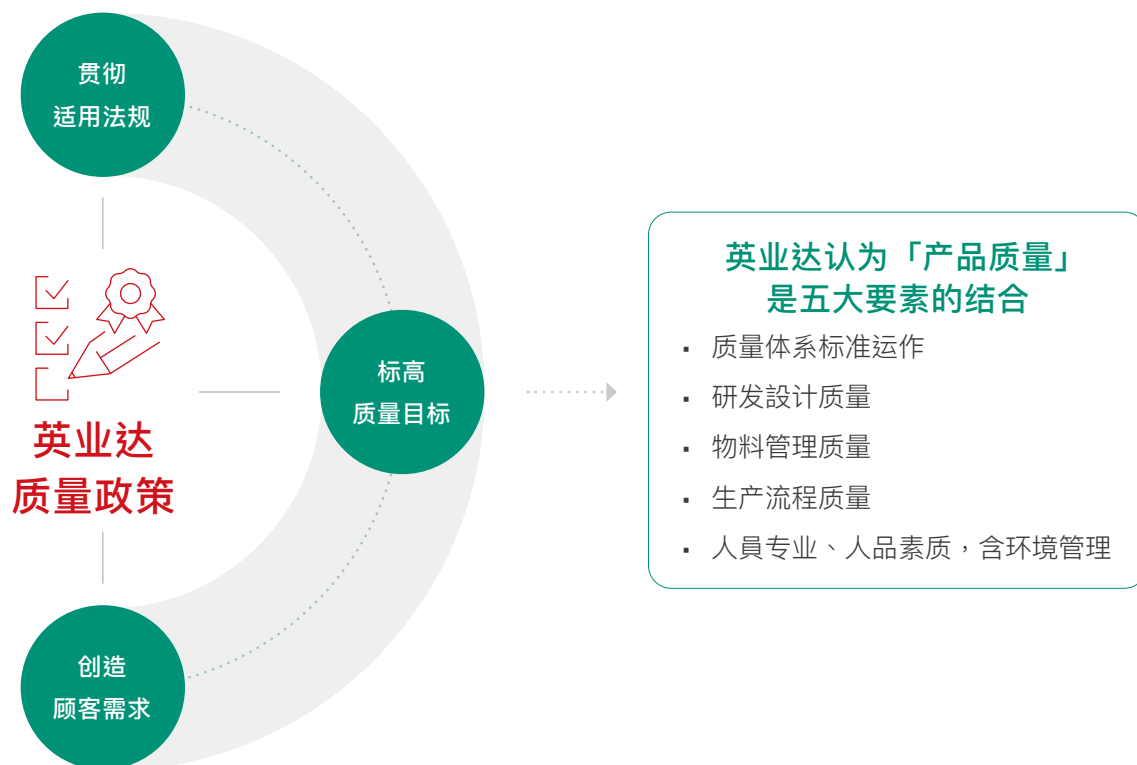 贯彻
适用法规
英业达
质量政策
标高
质量目标
创造
顾客需求
英业达认为「产品质量」
是五大要素的结合
▪ 质量体系标准运作
▪ 研发設计质量
▪ 物料管理质量
▪ 生产流程质量
▪ 人員专业、人品素质，含环境管理